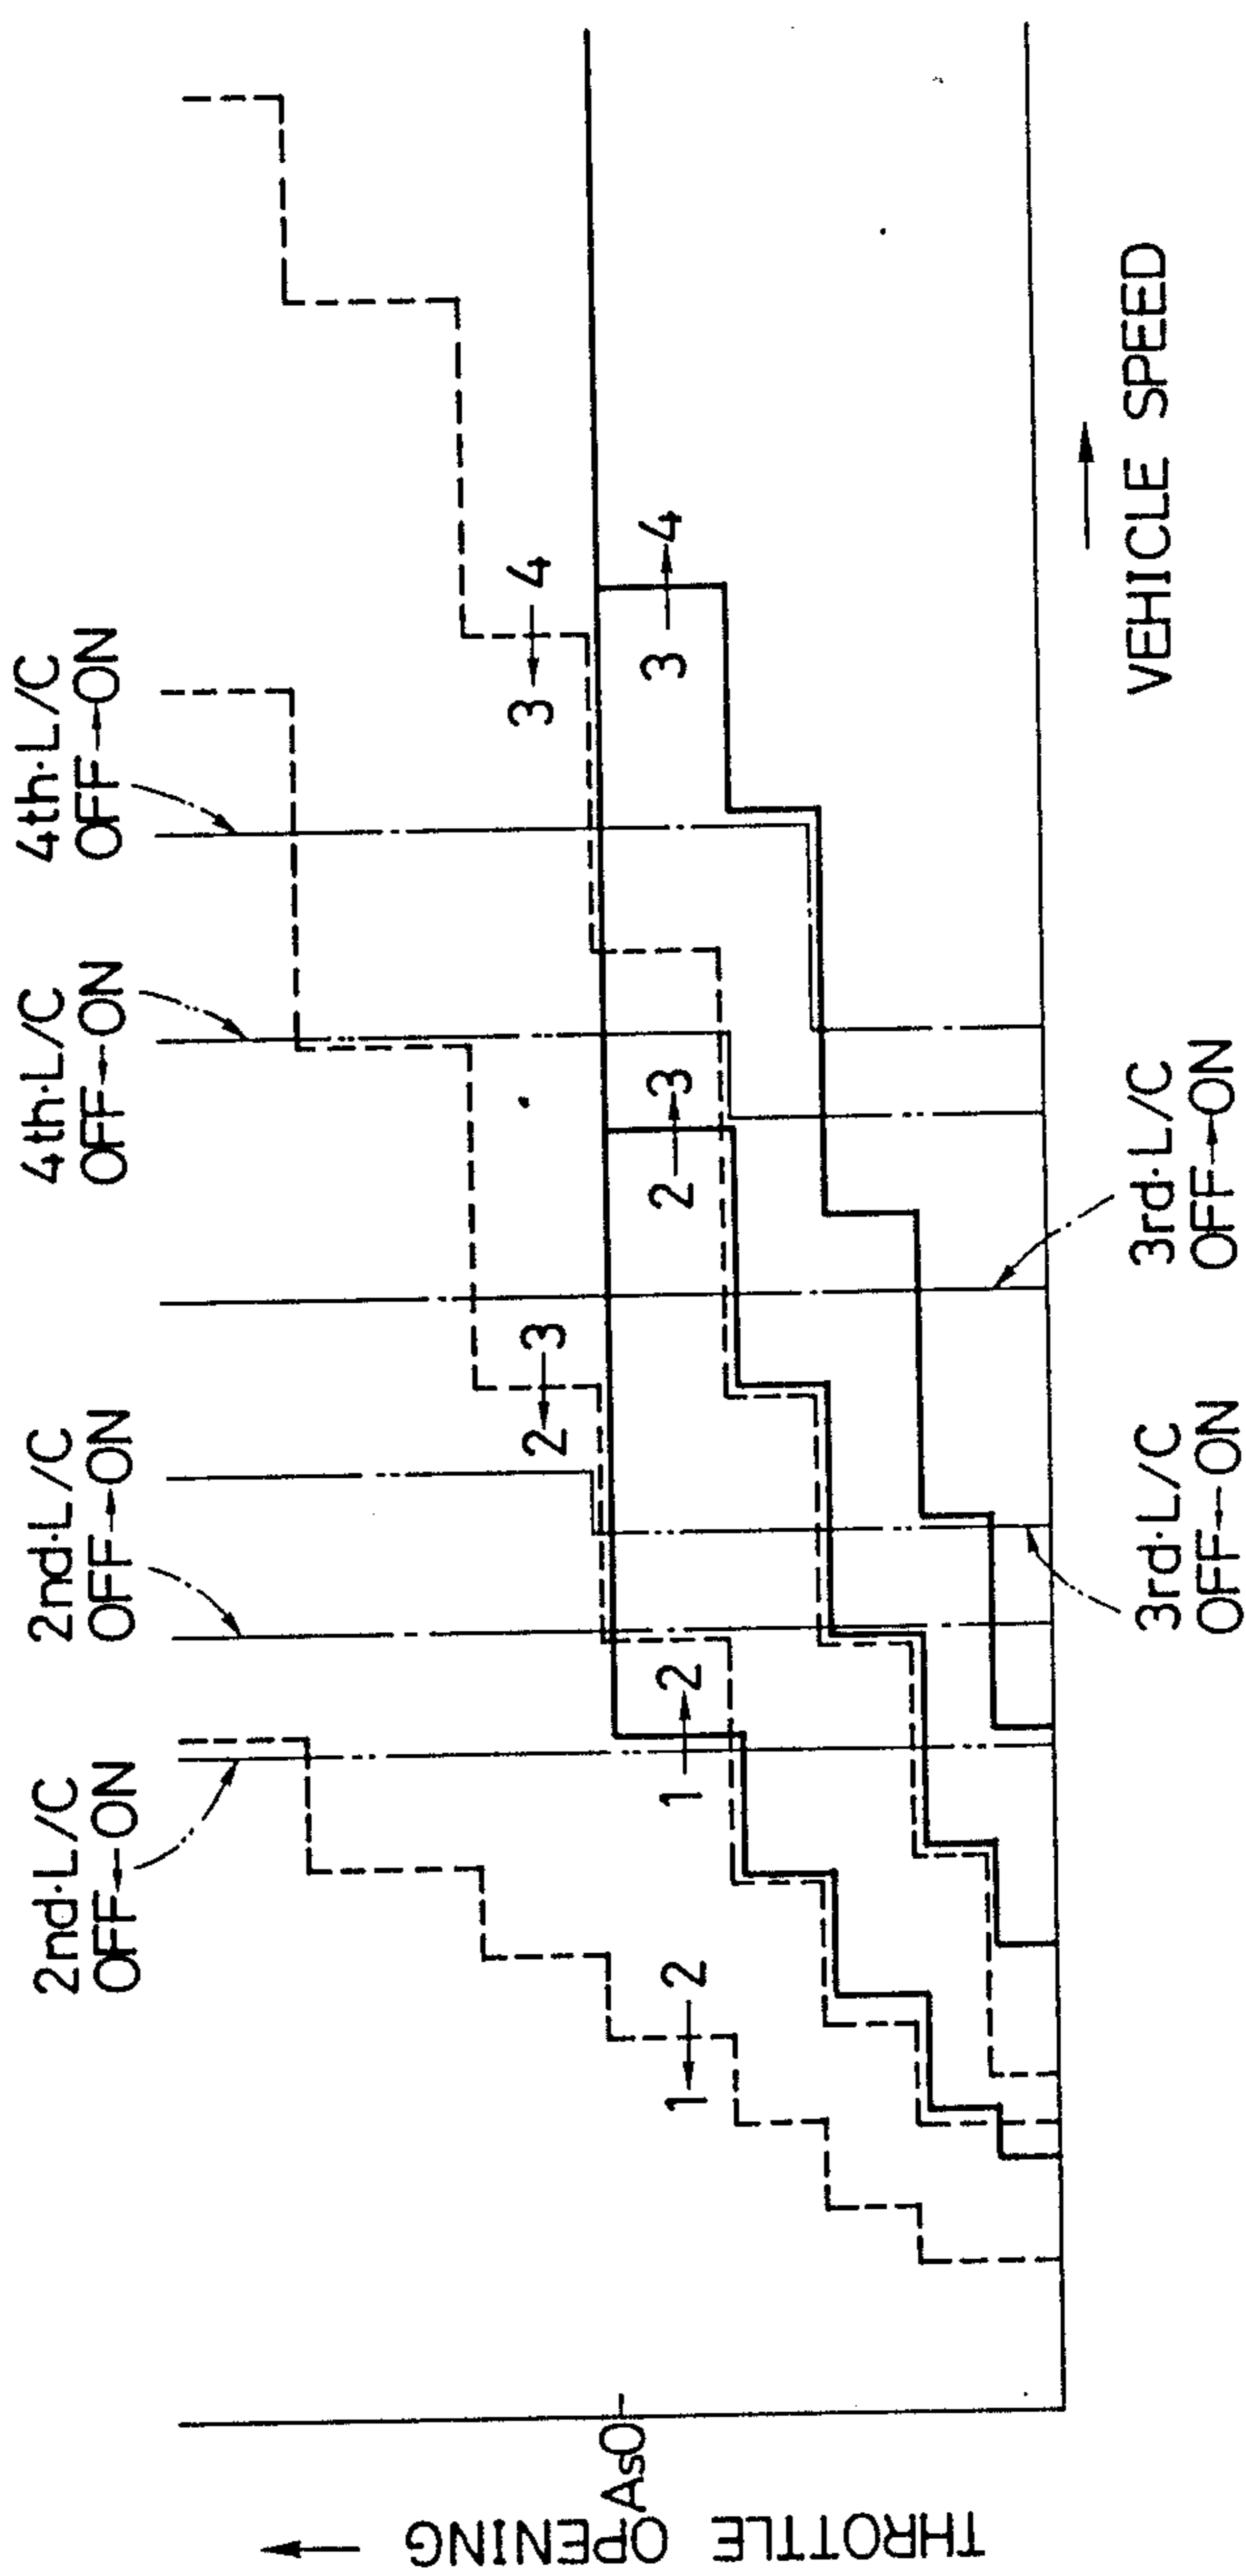 2nd·L/C
OFF←ON
2nd·L/C
OFF→ON
4th·L/C
OFF←ON
4th·L/C
OFF→ON
2←3
3←4
1←2
1→2
2→3
3→4
AsO
THROTTLE OPENING
3rd·L/C
OFF←ON
3rd·L/C
OFF→ON
VEHICLE SPEED